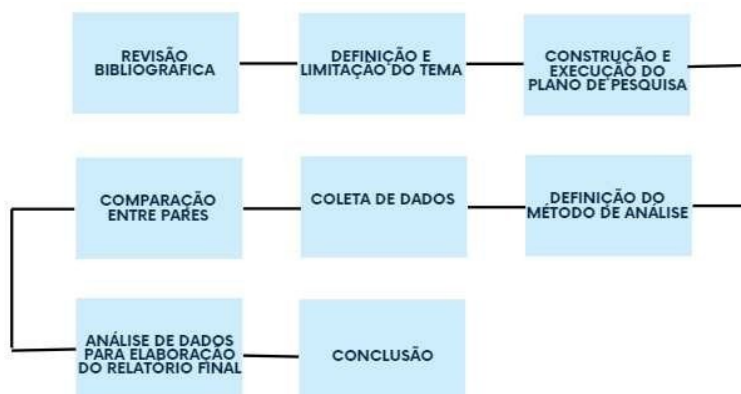 REVISÃO
BIBLIOGRÁFICA
DEFINIÇÃO E
LIMITAÇÃO DO TEMA
CONSTRUÇÃO E
EXECUÇÃO DO
PLANO DE PESQUISA
COMPARAÇÃO
ENTRE PARES
COLETA DE DADOS
DEFINIÇÃO DO
MÉTODO DE ANÁLISE
ANÁLISE DE DADOS
PARA ELABORAÇÃO
DO RELATÓRIO FINAL
CONCLUSÃO